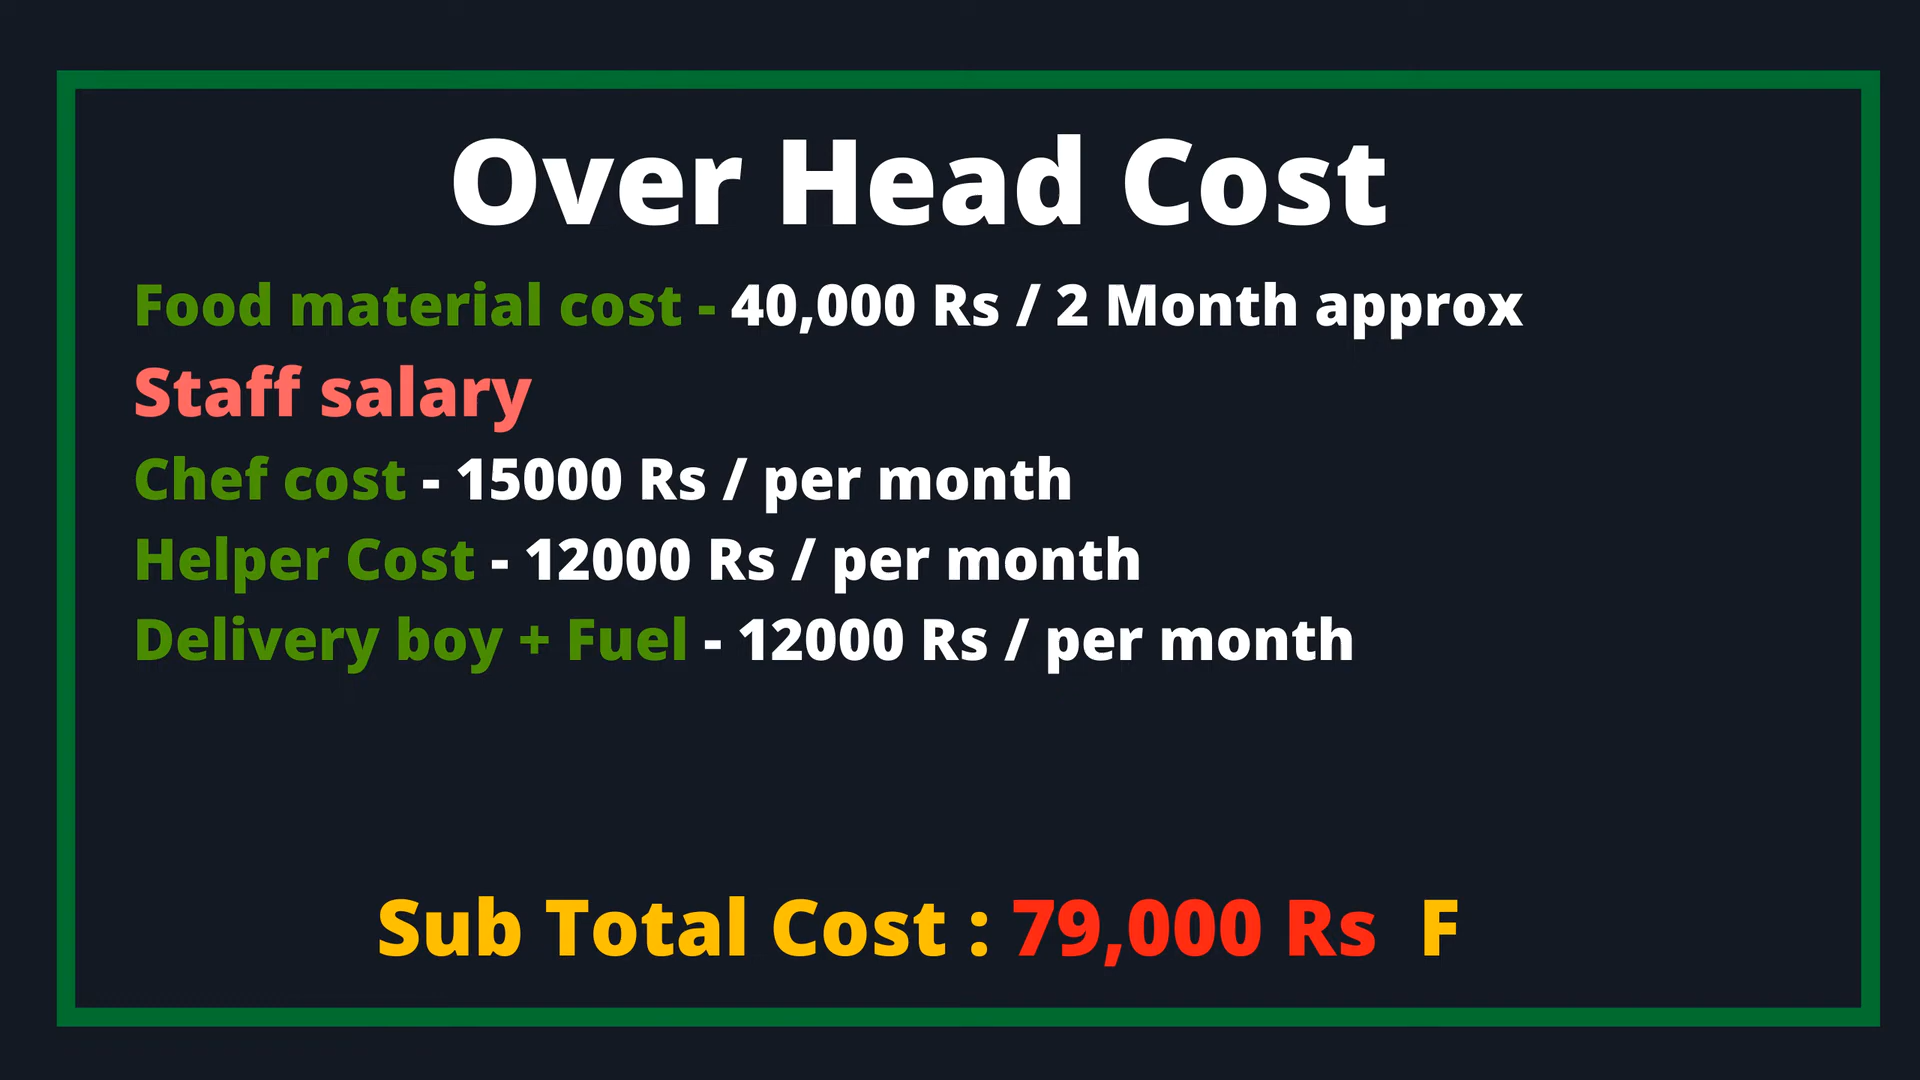 Over Head Cost
Food material cost - 40,000 Rs / 2 Month approx
Staff salary
Chef cost - 15000 Rs / per month
Helper Cost - 12000 Rs / per month
Delivery boy + Fuel - 12000 Rs / per month
Sub Total Cost : 79,000 Rs F